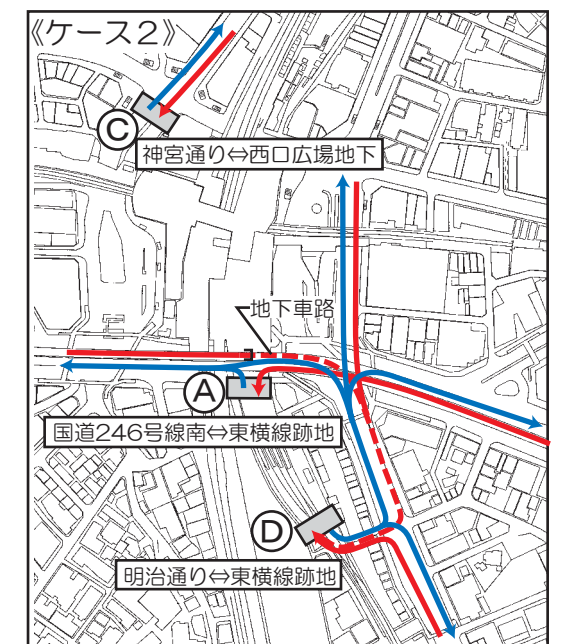 《ケース2》
C
神宮通り⇔西口広場地下
地下車路
A
国道246号線南⇔東横線跡地
D
明治通り⇔東横線跡地